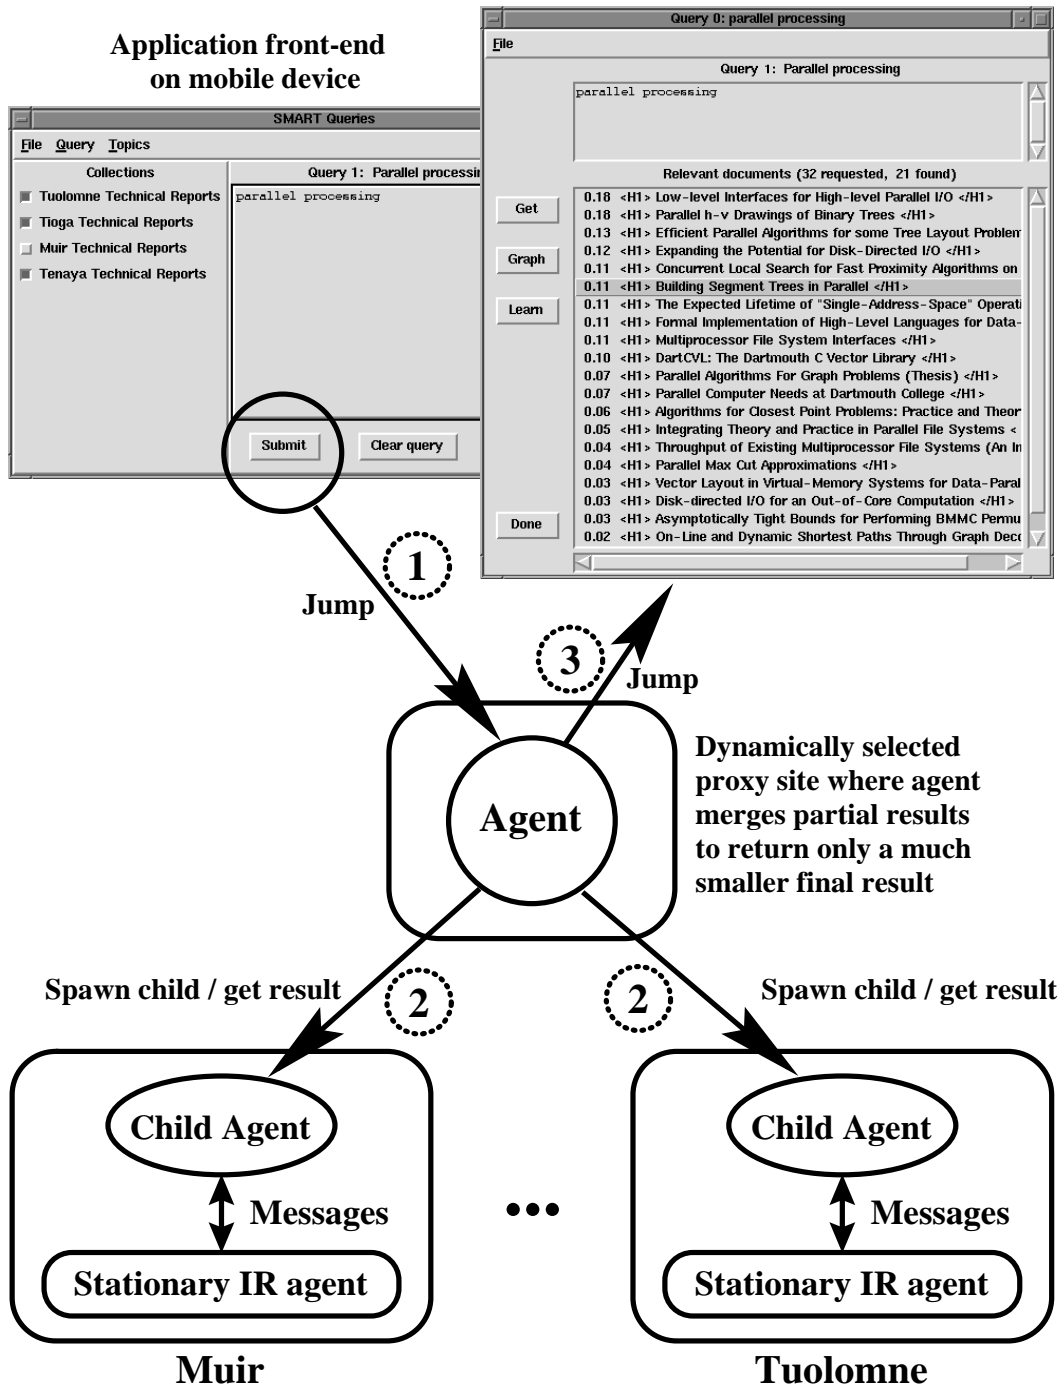 Application front-end
on mobile device
SMART Queries
File Query Topics
Collections
Tuolomne Technical Reports
Tioga Technical Reports
Muir Technical Reports
Tenaya Technical Reports
Query 1: Parallel processin
parallel processing
Submit
Clear query
Query 0: parallel processing
File
Query 1: Parallel processing
parallel processing
Relevant documents (32 requested, 21 found)
Get
Graph
Learn
Done
0.18 <H1> Low-level Interfaces for High-level Parallel I/O </H1>
0.18 <H1> Parallel h-v Drawings of Binary Trees </H1>
0.13 <H1> Efficient Parallel Algorithms for some Tree Layout Problem
0.12 <H1> Expanding the Potential for Disk-Directed I/O </H1>
0.11 <H1> Concurrent Local Search for Fast Proximity Algorithms on
0.11 <H1> Building Segment Trees in Parallel </H1>
0.11 <H1> The Expected Lifetime of "Single-Address-Space" Operati
0.11 <H1> Formal Implementation of High-Level Languages for Data-
0.11 <H1> Multiprocessor File System Interfaces </H1>
0.10 <H1> DartCVL: The Dartmouth C Vector Library </H1>
0.07 <H1> Parallel Algorithms For Graph Problems (Thesis) </H1>
0.07 <H1> Parallel Computer Needs at Dartmouth College </H1>
0.06 <H1> Algorithms for Closest Point Problems: Practice and Theor
0.05 <H1> Integrating Theory and Practice in Parallel File Systems <
0.04 <H1> Throughput of Existing Multiprocessor File Systems (An In
0.04 <H1> Parallel Max Cut Approximations </H1>
0.03 <H1> Vector Layout in Virtual-Memory Systems for Data-Paral
0.03 <H1> Disk-directed I/O for an Out-of-Core Computation </H1>
0.03 <H1> Asymptotically Tight Bounds for Performing BMMC Permu
0.02 <H1> On-Line and Dynamic Shortest Paths Through Graph Deco
1
Jump
3
Jump
Agent
Dynamically selected
proxy site where agent
merges partial results
to return only a much
smaller final result
Spawn child / get result
2
2
Spawn child / get result
Child Agent
Messages
Stationary IR agent
Muir
...
Child Agent
Messages
Stationary IR agent
Tuolomne